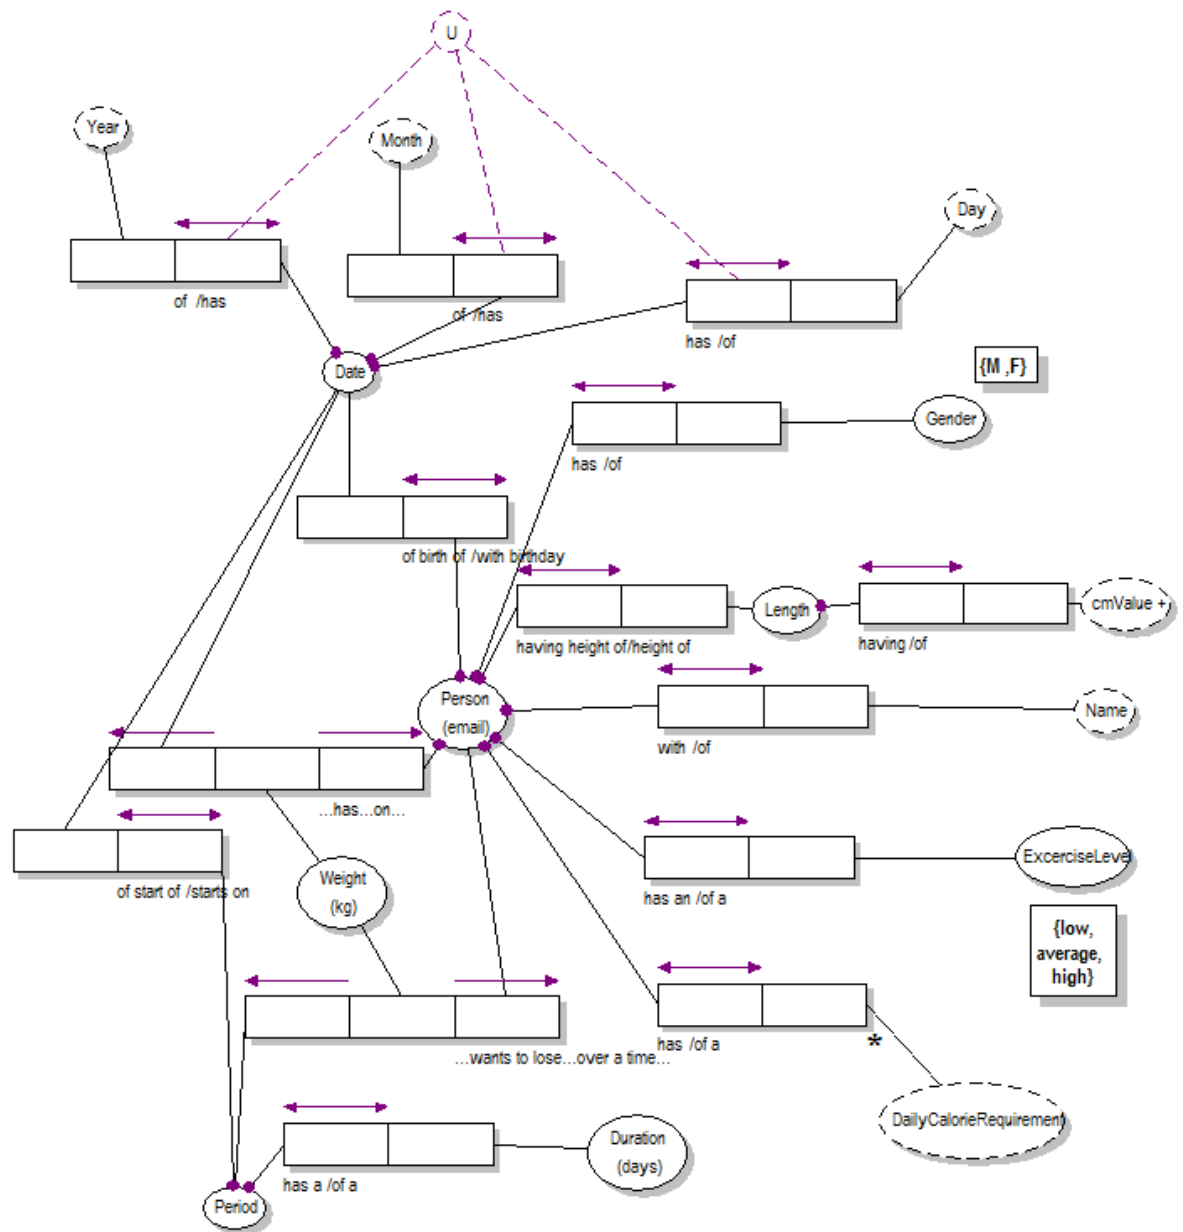 U
Year
Month
Day
of /has
of /has
has /of
Date
{M ,F}
Gender
has /of
of birth of /with birthday
Length
cmValue +
having height of/height of
having /of
Person
(email)
Name
with /of
...has...on...
ExcerciseLevel
of start of /starts on
Weight
(kg)
has an /of a
{low,
average,
high}
has /of a
*
...wants to lose...over a time...
DailyCalorieRequirement
Duration
(days)
has a /of a
Period